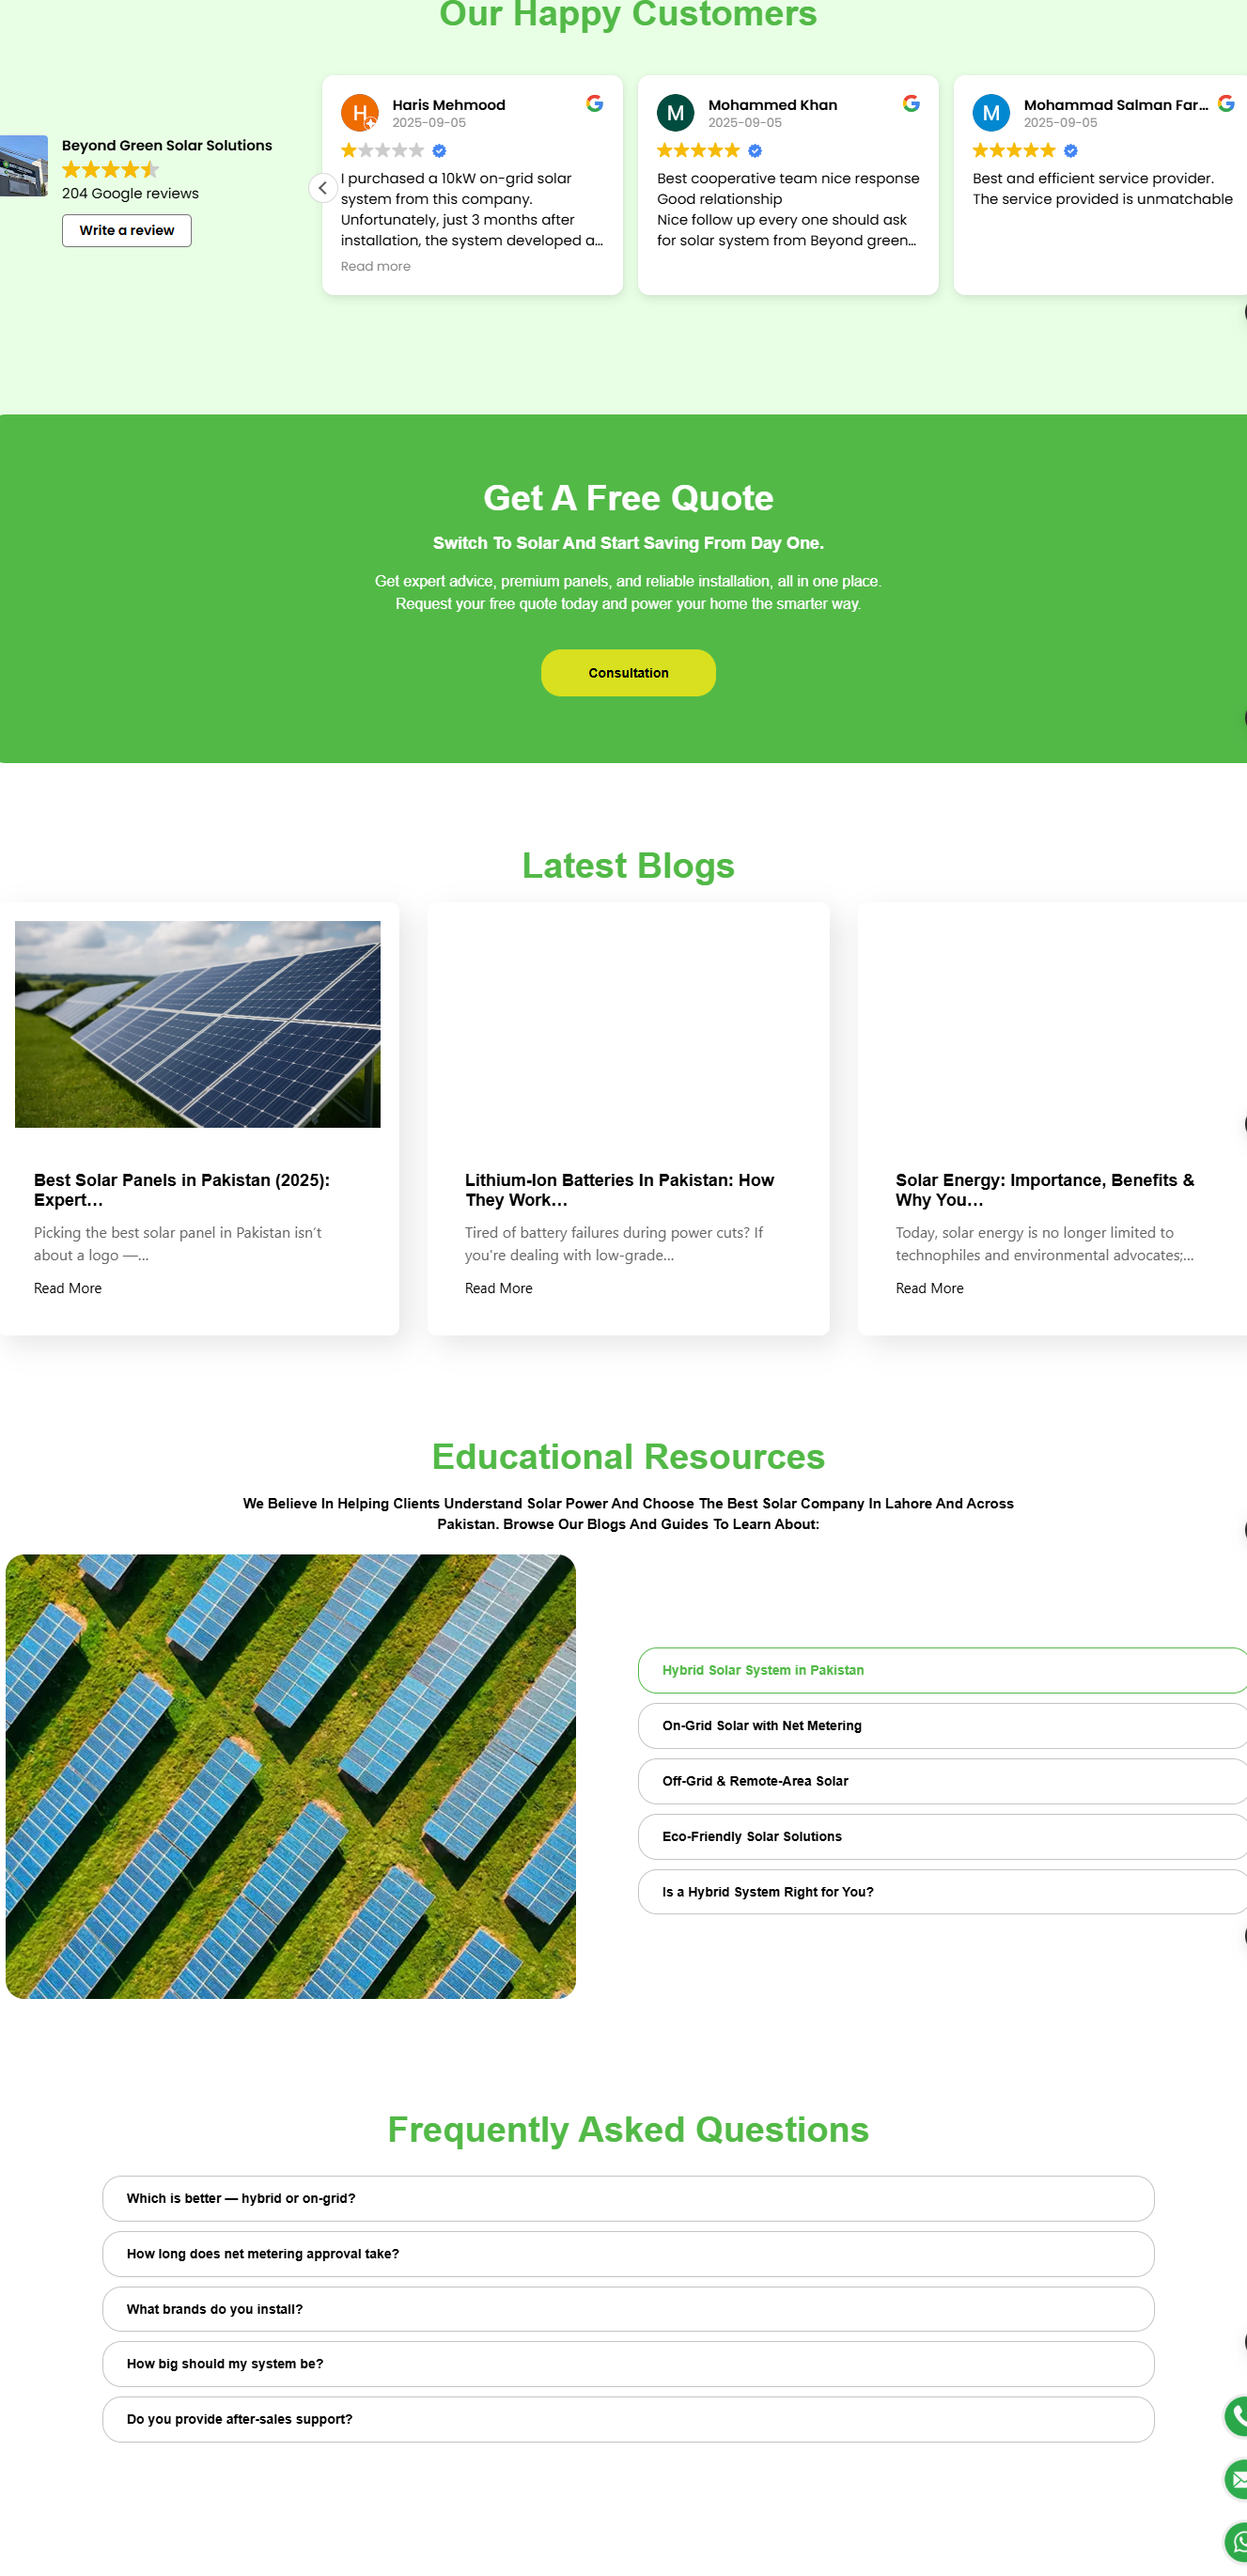 Our Happy Customers
Beyond Green Solar Solutions
204 Google reviews
Write a review
Haris Mehmood
2025-09-05
I purchased a 10kW on-grid solar
system from this company.
Unfortunately, just 3 months after
installation, the system developed a...
Read more
Mohammed Khan
2025-09-05
Best cooperative team nice response
Good relationship
Nice follow up every one should ask
for solar system from Beyond green...
Mohammad Salman Far...
2025-09-05
Best and efficient service provider.
The service provided is unmatchable
Get A Free Quote
Switch To Solar And Start Saving From Day One.
Get expert advice, premium panels, and reliable installation, all in one place.
Request your free quote today and power your home the smarter way.
Consultation
Latest Blogs
Best Solar Panels in Pakistan (2025):
Expert...
Picking the best solar panel in Pakistan isn’t
about a logo —...
Read More
Lithium-Ion Batteries In Pakistan: How
They Work...
Tired of battery failures during power cuts? If
you're dealing with low-grade...
Read More
Solar Energy: Importance, Benefits &
Why You...
Today, solar energy is no longer limited to
technophiles and environmental advocates;...
Read More
Educational Resources
We Believe In Helping Clients Understand Solar Power And Choose The Best Solar Company In Lahore And Across
Pakistan. Browse Our Blogs And Guides To Learn About:
Hybrid Solar System in Pakistan
On-Grid Solar with Net Metering
Off-Grid & Remote-Area Solar
Eco-Friendly Solar Solutions
Is a Hybrid System Right for You?
Frequently Asked Questions
Which is better — hybrid or on-grid?
How long does net metering approval take?
What brands do you install?
How big should my system be?
Do you provide after-sales support?